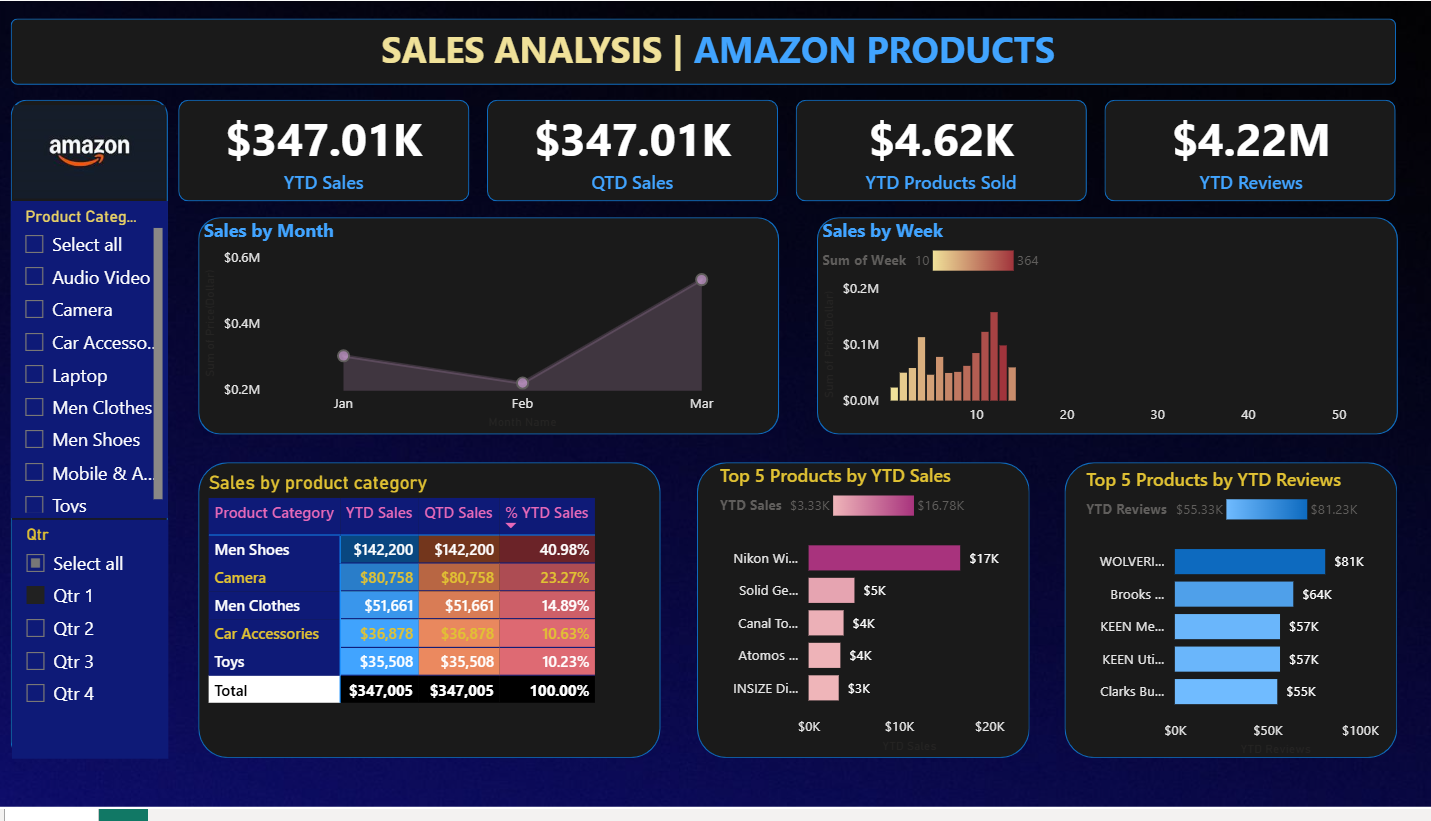 SALES ANALYSIS | AMAZON PRODUCTS
amazon
$347.01K
YTD Sales
$347.01K
QTD Sales
$4.62K
YTD Products Sold
$4.22M
YTD Reviews
Product Categ...
Select all
Audio Video
Camera
Car Accesso...
Laptop
Men Clothes
Men Shoes
Mobile & A...
Toys
Qtr
Select all
Qtr 1
Qtr 2
Qtr 3
Qtr 4
Sales by Month
$0.6M
$0.4M
$0.2M
Sum of PriceDollar
Jan Feb Mar
Month Name
Sales by Week
Sum of Week 10 364
$0.2M
$0.1M
$0.0M
Sum of PriceDollar
10 20 30 40 50
Sales by product category
Product Category YTD Sales QTD Sales % YTD Sales
Men Shoes $142,200 $142,200 40.98%
Camera $80,758 $80,758 23.27%
Men Clothes $51,661 $51,661 14.89%
Car Accessories $36,878 $36,878 10.63%
Toys $35,508 $35,508 10.23%
Total $347,005 $347,005 100.00%
Top 5 Products by YTD Sales
YTD Sales $3.33K $16.78K
Nikon Wi... $17K
Solid Ge... $5K
Canal To... $4K
Atomos ... $4K
INSIZE Di... $3K
$0K $10K $20K
YTD Sales
Top 5 Products by YTD Reviews
YTD Reviews $55.33K $81.23K
WOLVERI... $81K
Brooks ... $64K
KEEN Me... $57K
KEEN Uti... $57K
Clarks Bu... $55K
$0K $50K $100K
YTD Reviews